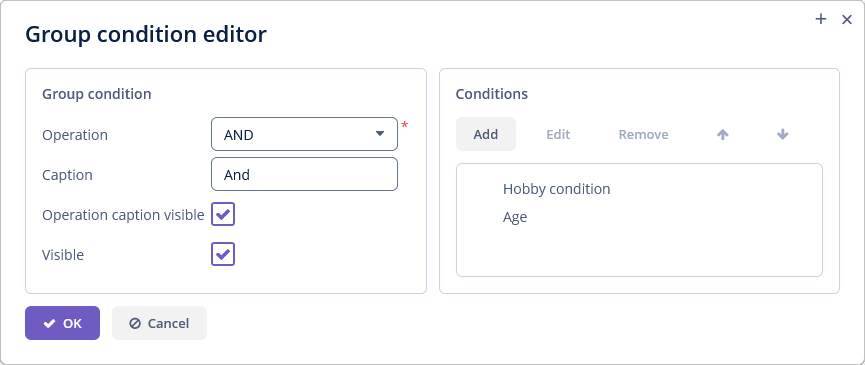 Group condition editor
Group condition
Operation
AND
*
Caption
And
Operation caption visible
Visible
Conditions
Add Edit Remove
Hobby condition
Age
OK
Cancel